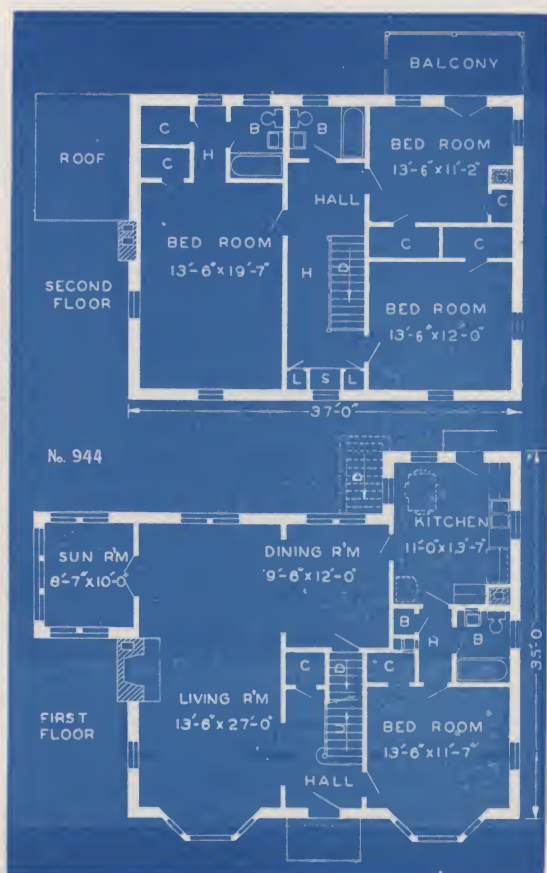 BALCONY
ROOF
C
C
H
B
B
BED ROOM
13'-6"X11'-2"
C
HALL
C
C
BED ROOM
13'-6"X19'-7"
H
D
SECOND
FLOOR
BED ROOM
13'-6"X12'-0"
L
S
L
37'-0"
No. 944
D
KITCHEN
11'-0"X13'-7"
SUN R'M
8'-7"X10'-0"
DINING R'M
9'-6"X12'-0"
B
H
B
35'-0"
C
D
C
LIVING R'M
13'-6"X27'-0"
U
BED ROOM
13'-6"X11'-7"
FIRST
FLOOR
HALL